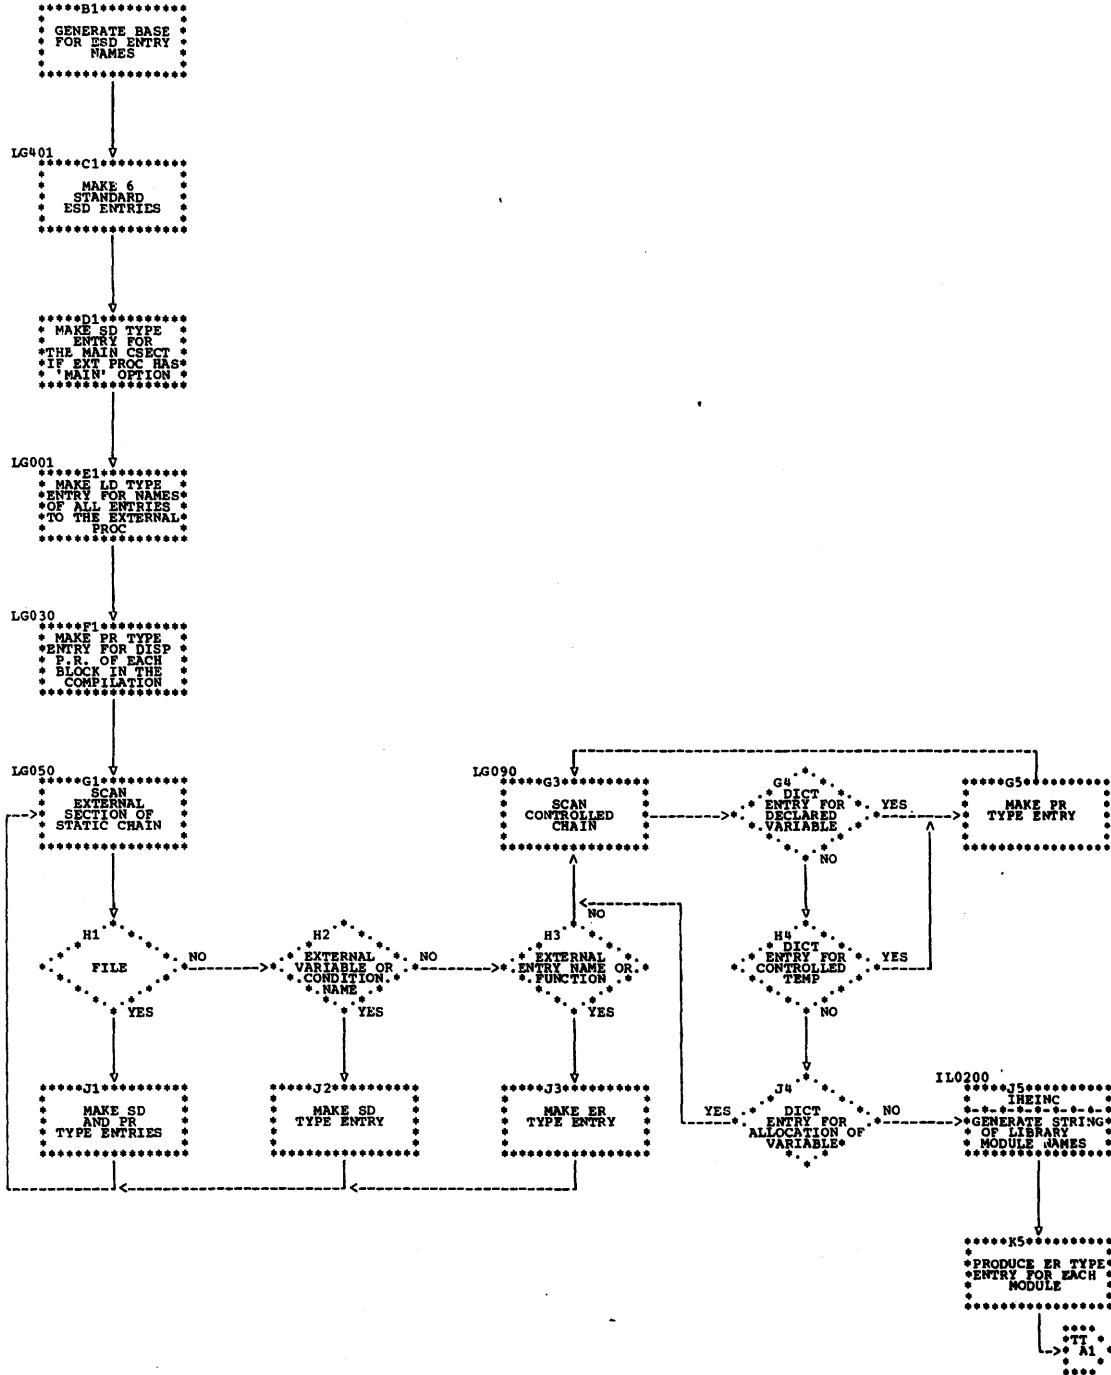 B1
GENERATE BASE
FOR ESD ENTRY
NAMES
LG401
C1
MAKE 6
STANDARD
ESD ENTRIES
D1
MAKE SD TYPE
ENTRY FOR
THE MAIN CSECT
IF EXT PROC HAS
'MAIN' OPTION
LG001
E1
MAKE LD TYPE
ENTRY FOR NAMES
OF ALL ENTRIES
TO THE EXTERNAL
PROC
LG030
F1
MAKE PR TYPE
ENTRY FOR DISP
P.R. OF EACH
BLOCK IN THE
COMPILATION
LG050
G1
SCAN
EXTERNAL
SECTION OF
STATIC CHAIN
LG090
G3
SCAN
CONTROLLED
CHAIN
G4
DICT
ENTRY FOR
DECLARED
VARIABLE
YES
NO
G5
MAKE PR
TYPE ENTRY
H1
FILE
NO
YES
H2
EXTERNAL
VARIABLE OR
CONDITION
NAME
NO
YES
H3
EXTERNAL
ENTRY NAME OR
FUNCTION
NO
YES
H4
DICT
ENTRY FOR
CONTROLLED
TEMP
YES
NO
J1
MAKE SD
AND PR
TYPE ENTRIES
J2
MAKE SD
TYPE ENTRY
J3
MAKE ER
TYPE ENTRY
J4
DICT
ENTRY FOR
ALLOCATION OF
VARIABLE
YES
NO
IL0200
J5
IHEINC
GENERATE STRING
OF LIBRARY
MODULE NAMES
K5
PRODUCE ER TYPE
ENTRY FOR EACH
MODULE
TT
A1